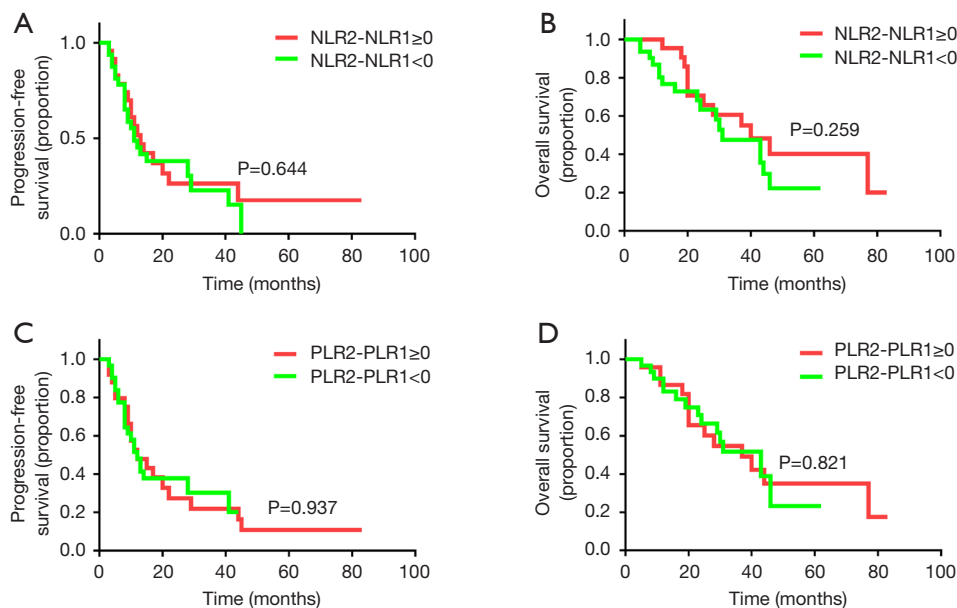 A
NLR2-NLR1≥0
NLR2-NLR1<0
Progression-free
survival (proportion)
1.0
0.5
0.0
P=0.644
0 20 40 60 80 100
Time (months)
B
NLR2-NLR1≥0
NLR2-NLR1<0
Overall survival
(proportion)
1.0
0.8
0.6
0.4
0.2
0.0
P=0.259
0 20 40 60 80 100
Time (months)
C
PLR2-PLR1≥0
PLR2-PLR1<0
Progression-free
survival (proportion)
1.0
0.8
0.6
0.4
0.2
0.0
P=0.937
0 20 40 60 80 100
Time (months)
D
PLR2-PLR1≥0
PLR2-PLR1<0
Overall survival
(proportion)
1.0
0.8
0.6
0.4
0.2
0.0
P=0.821
0 20 40 60 80 100
Time (months)